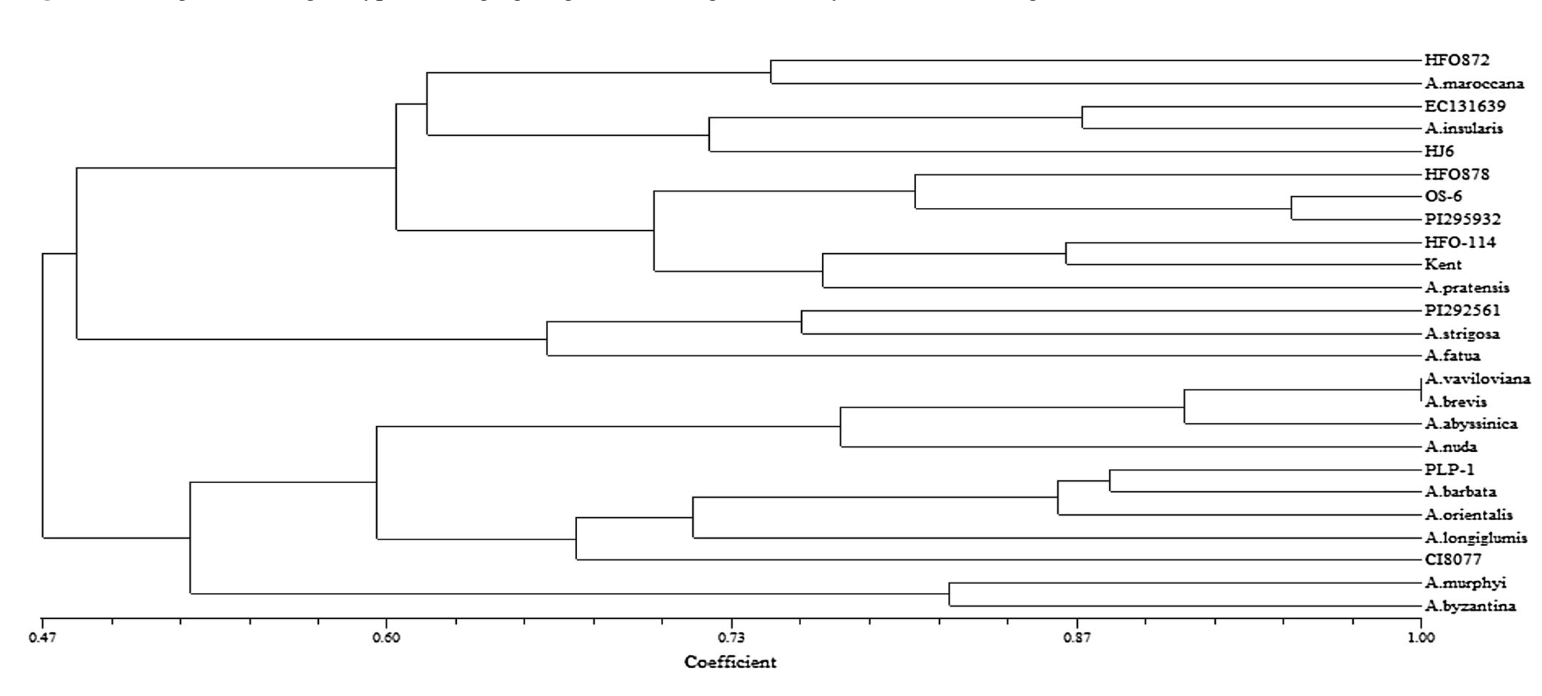 HFO872
A.maroccana
EC131639
A.insularis
HJ6
HFO878
OS-6
PI295932
HFO-114
Kent
A.pratensis
PI292561
A.strigosa
A.fatua
A.vaviloviana
A.brevis
A.abyssinica
A.nuda
PLP-1
A.barbata
A.orientalis
A.longiglumis
CI8077
A.murphyi
A.byzantina
0.47 0.60 0.73 0.87 1.00
Coefficient